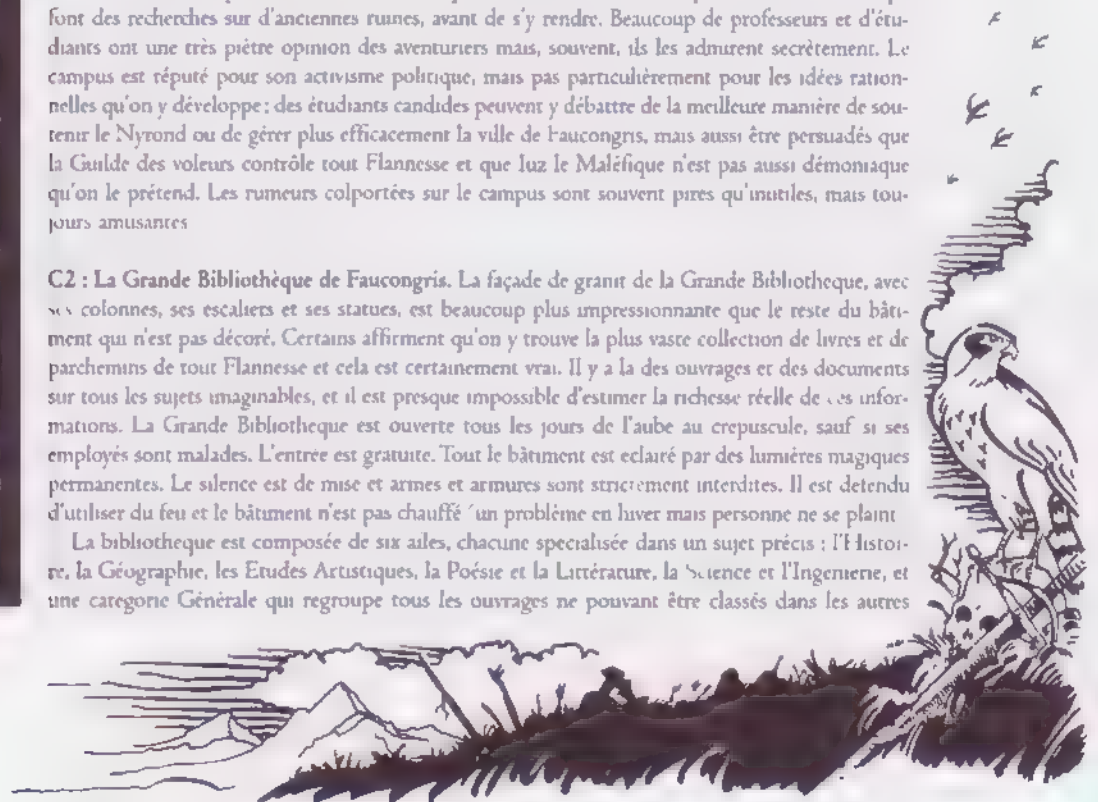 font des recherches sur d'anciennes ruines, avant de s'y rendre. Beaucoup de professeurs et d'étu-
diants ont une très piètre opinion des aventuriers mais, souvent, ils les admirent secrètement. Le
campus est réputé pour son activisme politique, mais pas particulièrement pour les idées ration-
nelles qu'on y développe; des étudiants candides peuvent y débattre de la meilleure manière de sou-
tenir le Nyrond ou de gérer plus efficacement la ville de Faucongris, mais aussi être persuadés que
la Guilde des voleurs contrôle tout Flannesse et que Iuz le Maléfique n'est pas aussi démoniaque
qu'on le prétend. Les rumeurs colportées sur le campus sont souvent pires qu'inutiles, mais tou-
jours amusantes
C2 : La Grande Bibliothèque de Faucongris. La façade de granit de la Grande Bibliotheque, avec
ses colonnes, ses escaliers et ses statues, est beaucoup plus impressionnante que le reste du bâti-
ment qui n'est pas décoré. Certains affirment qu'on y trouve la plus vaste collection de livres et de
parchemins de tout Flannesse et cela est certainement vrai. Il y a là des ouvrages et des documents
sur tous les sujets imaginables, et il est presque impossible d'estimer la richesse réelle de ces infor-
mations. La Grande Bibliotheque est ouverte tous les jours de l'aube au crepuscule, sauf si ses
employés sont malades. L'entrée est gratuite. Tout le bâtiment est eclairé par des lumières magiques
permanentes. Le silence est de mise et armes et armures sont strictement interdites. Il est defendu
d'utiliser du feu et le bâtiment n'est pas chauffé (un problème en hiver mais personne ne se plaint
La bibliotheque est composée de six ailes, chacune specialisée dans un sujet précis : l'Histoi-
re, la Géographie, les Etudes Artistiques, la Poésie et la Littérature, la Science et l'Ingenierie, et
une categorie Générale qui regroupe tous les ouvrages ne pouvant être classés dans les autres